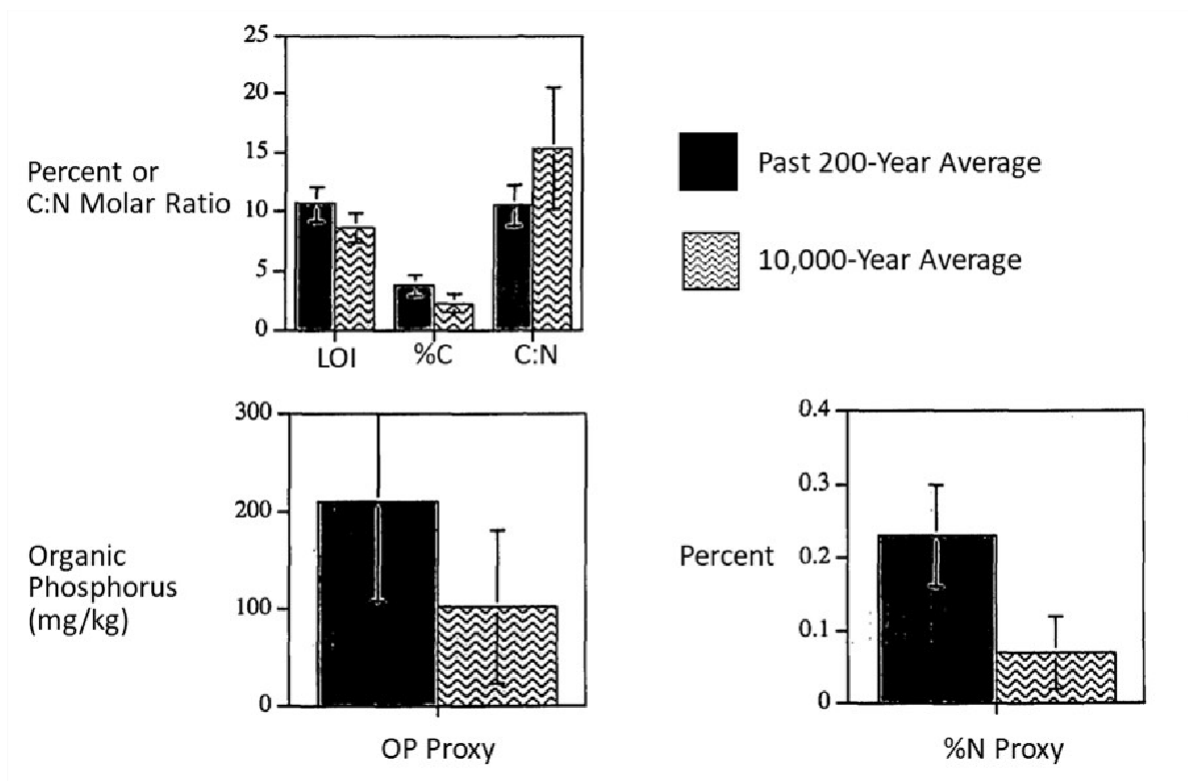 25
20
15
10
5
0
Percent or
C:N Molar Ratio
LOI
%C
C:N
Past 200-Year Average
10,000-Year Average
300
200
100
0
Organic
Phosphorus
(mg/kg)
OP Proxy
0.4
0.3
0.2
0.1
0
Percent
%N Proxy